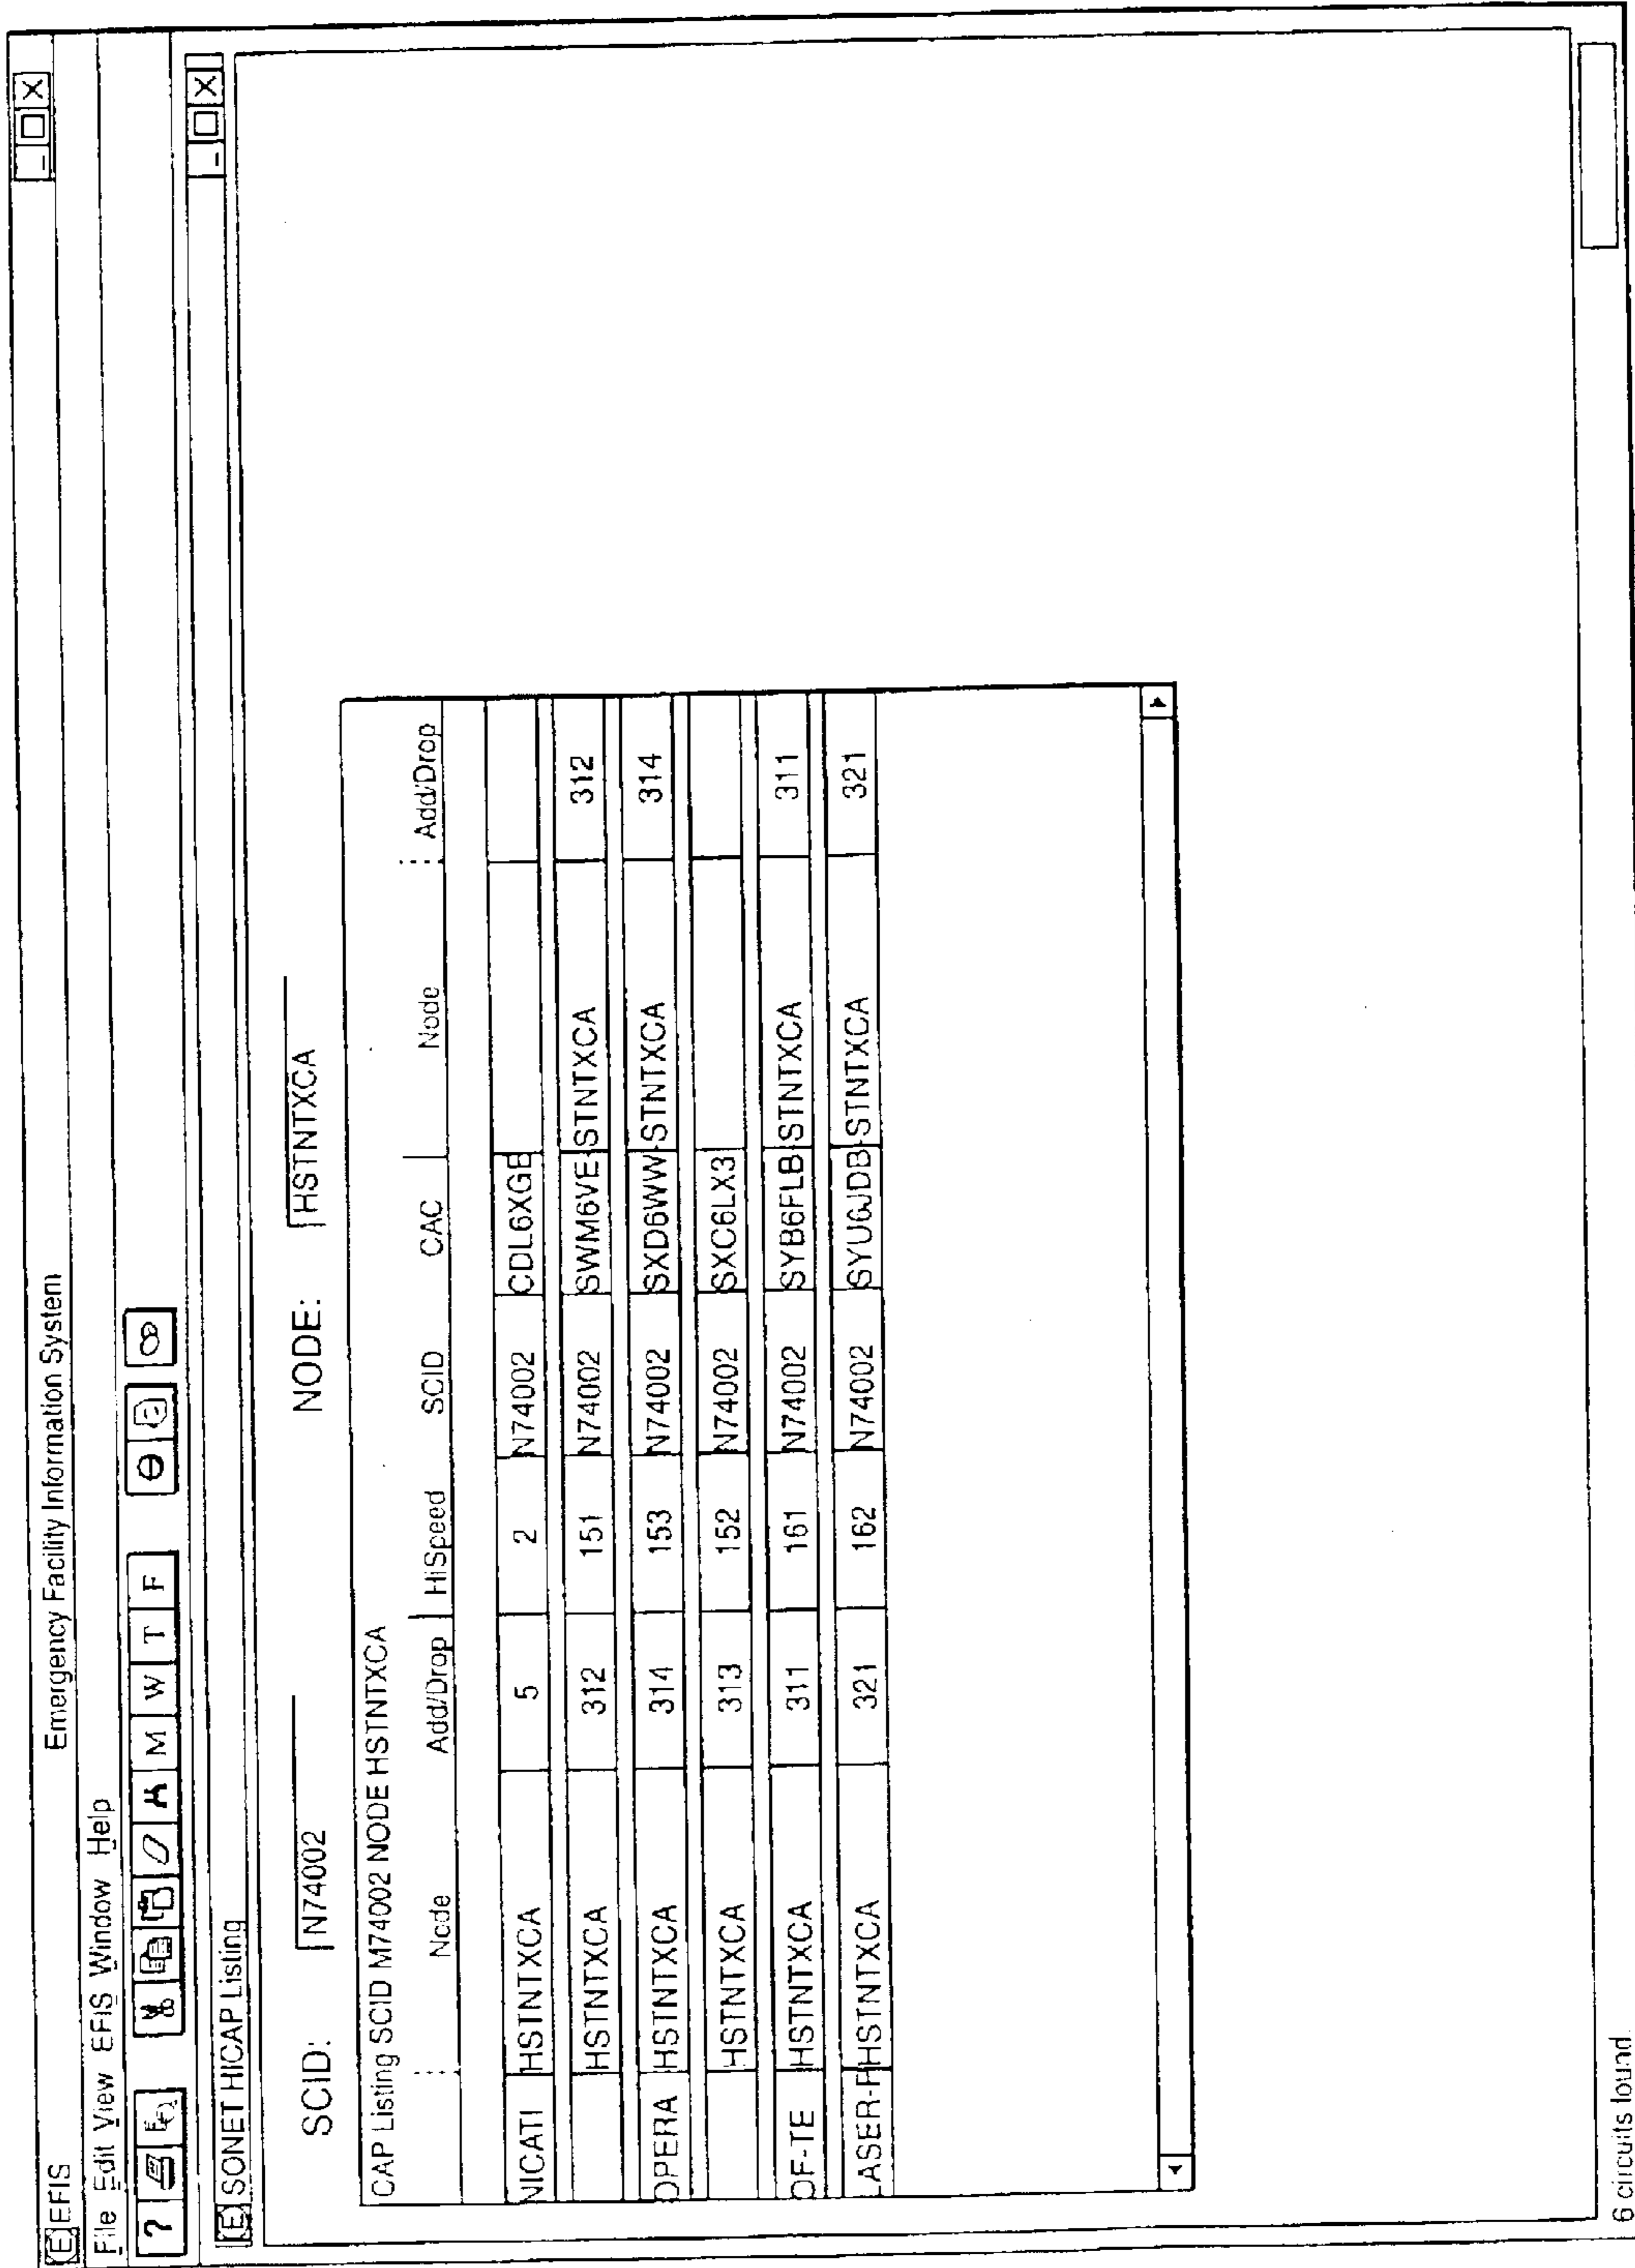 EFIS Emergency Facility Information System
File Edit View EFIS Window Help
? M W T F
SONET HICAP Listing
SCID: N74002 NODE: HSTNTXCA
CAP Listing SCID M74002 NODE HSTNTXCA
Node Add/Drop HiSpeed SCID CAC Node Add/Drop
NICATI HSTNTXCA 5 2 N74002 CDL6XGE
HSTNTXCA 312 151 N74002 SWM6VE STNTXCA 312
OPERA HSTNTXCA 314 153 N74002 SXD6WW STNTXCA 314
HSTNTXCA 313 152 N74002 SXC6LX3
OF-TE HSTNTXCA 311 161 N74002 SYB6FLB STNTXCA 311
LASER-F HSTNTXCA 321 162 N74002 SYU6JDB STNTXCA 321
6 circuits